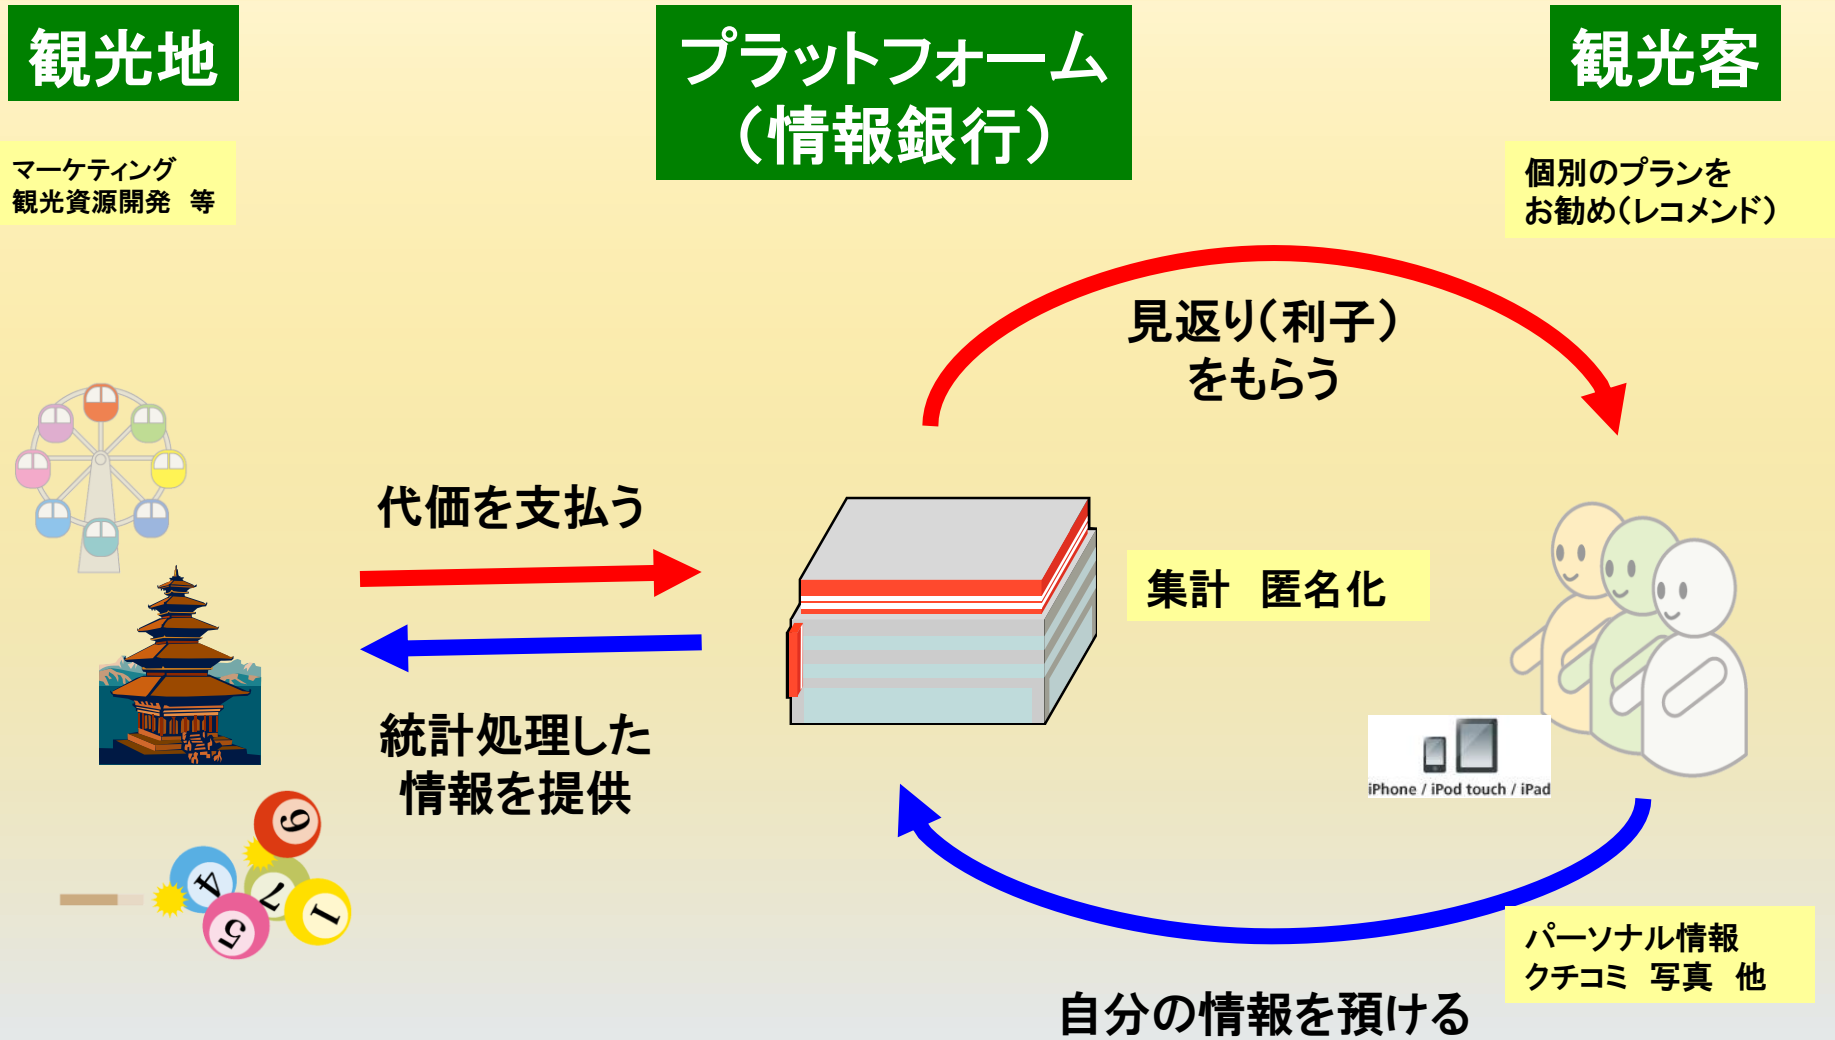 観光地
プラットフォーム
（情報銀行）
観光客
マーケティング
観光資源開発　等
個別のプランを
お勧め（レコメンド）
見返り（利子）
をもらう
代価を支払う
集計　匿名化
統計処理した
情報を提供
iPhone / iPod touch / iPad
6
4
7
5
1
パーソナル情報
クチコミ　写真　他
自分の情報を預ける